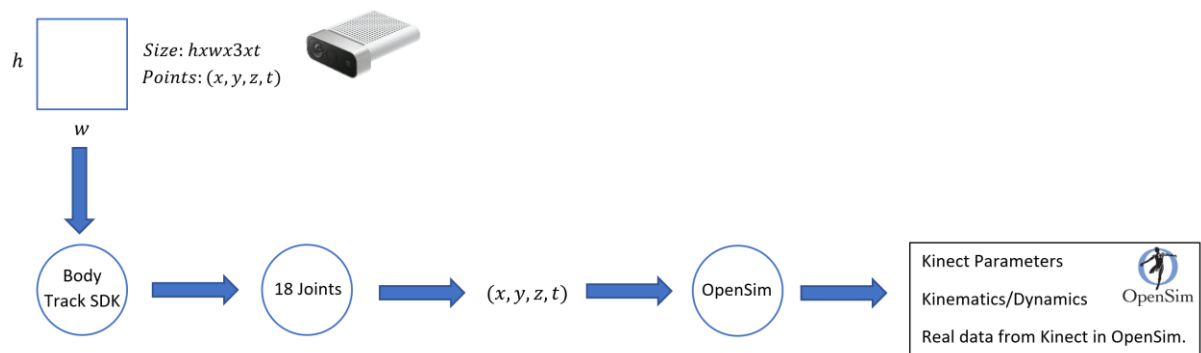 h
Size: hxwx3xt
Points: (x, y, z, t)
w
Body
Track SDK
18 Joints
(x, y, z, t)
OpenSim
Kinect Parameters
Kinematics/Dynamics
OpenSim
Real data from Kinect in OpenSim.